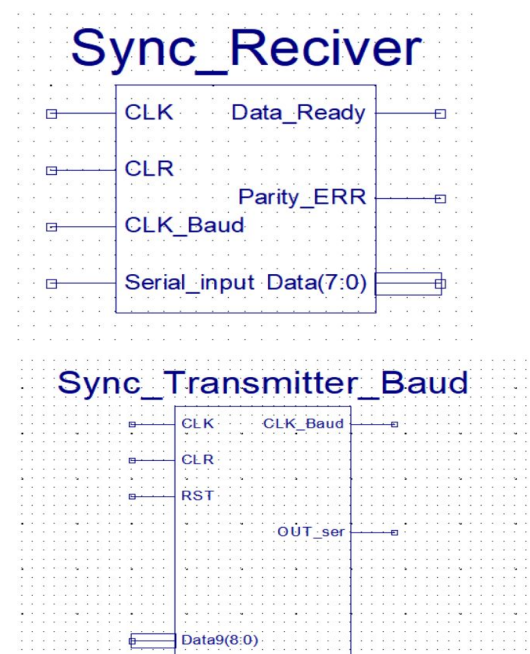 Sync_Reciver
CLK Data_Ready
CLR
Parity_ERR
CLK_Baud
Serial_input Data(7:0)
Sync_Transmitter_Baud
CLK CLK_Baud
CLR
RST
OUT_ser
Data9(8:0)